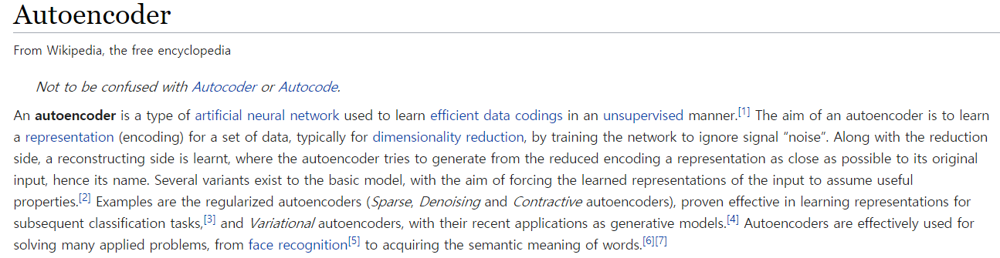 Autoencoder
From Wikipedia, the free encyclopedia
Not to be confused with Autocoder or Autocode.
An autoencoder is a type of artificial neural network used to learn efficient data codings in an unsupervised manner.[1] The aim of an autoencoder is to learn
a representation (encoding) for a set of data, typically for dimensionality reduction, by training the network to ignore signal “noise”. Along with the reduction
side, a reconstructing side is learnt, where the autoencoder tries to generate from the reduced encoding a representation as close as possible to its original
input, hence its name. Several variants exist to the basic model, with the aim of forcing the learned representations of the input to assume useful
properties.[2] Examples are the regularized autoencoders (Sparse, Denoising and Contractive autoencoders), proven effective in learning representations for
subsequent classification tasks,[3] and Variational autoencoders, with their recent applications as generative models.[4] Autoencoders are effectively used for
solving many applied problems, from face recognition[5] to acquiring the semantic meaning of words.[6][7]